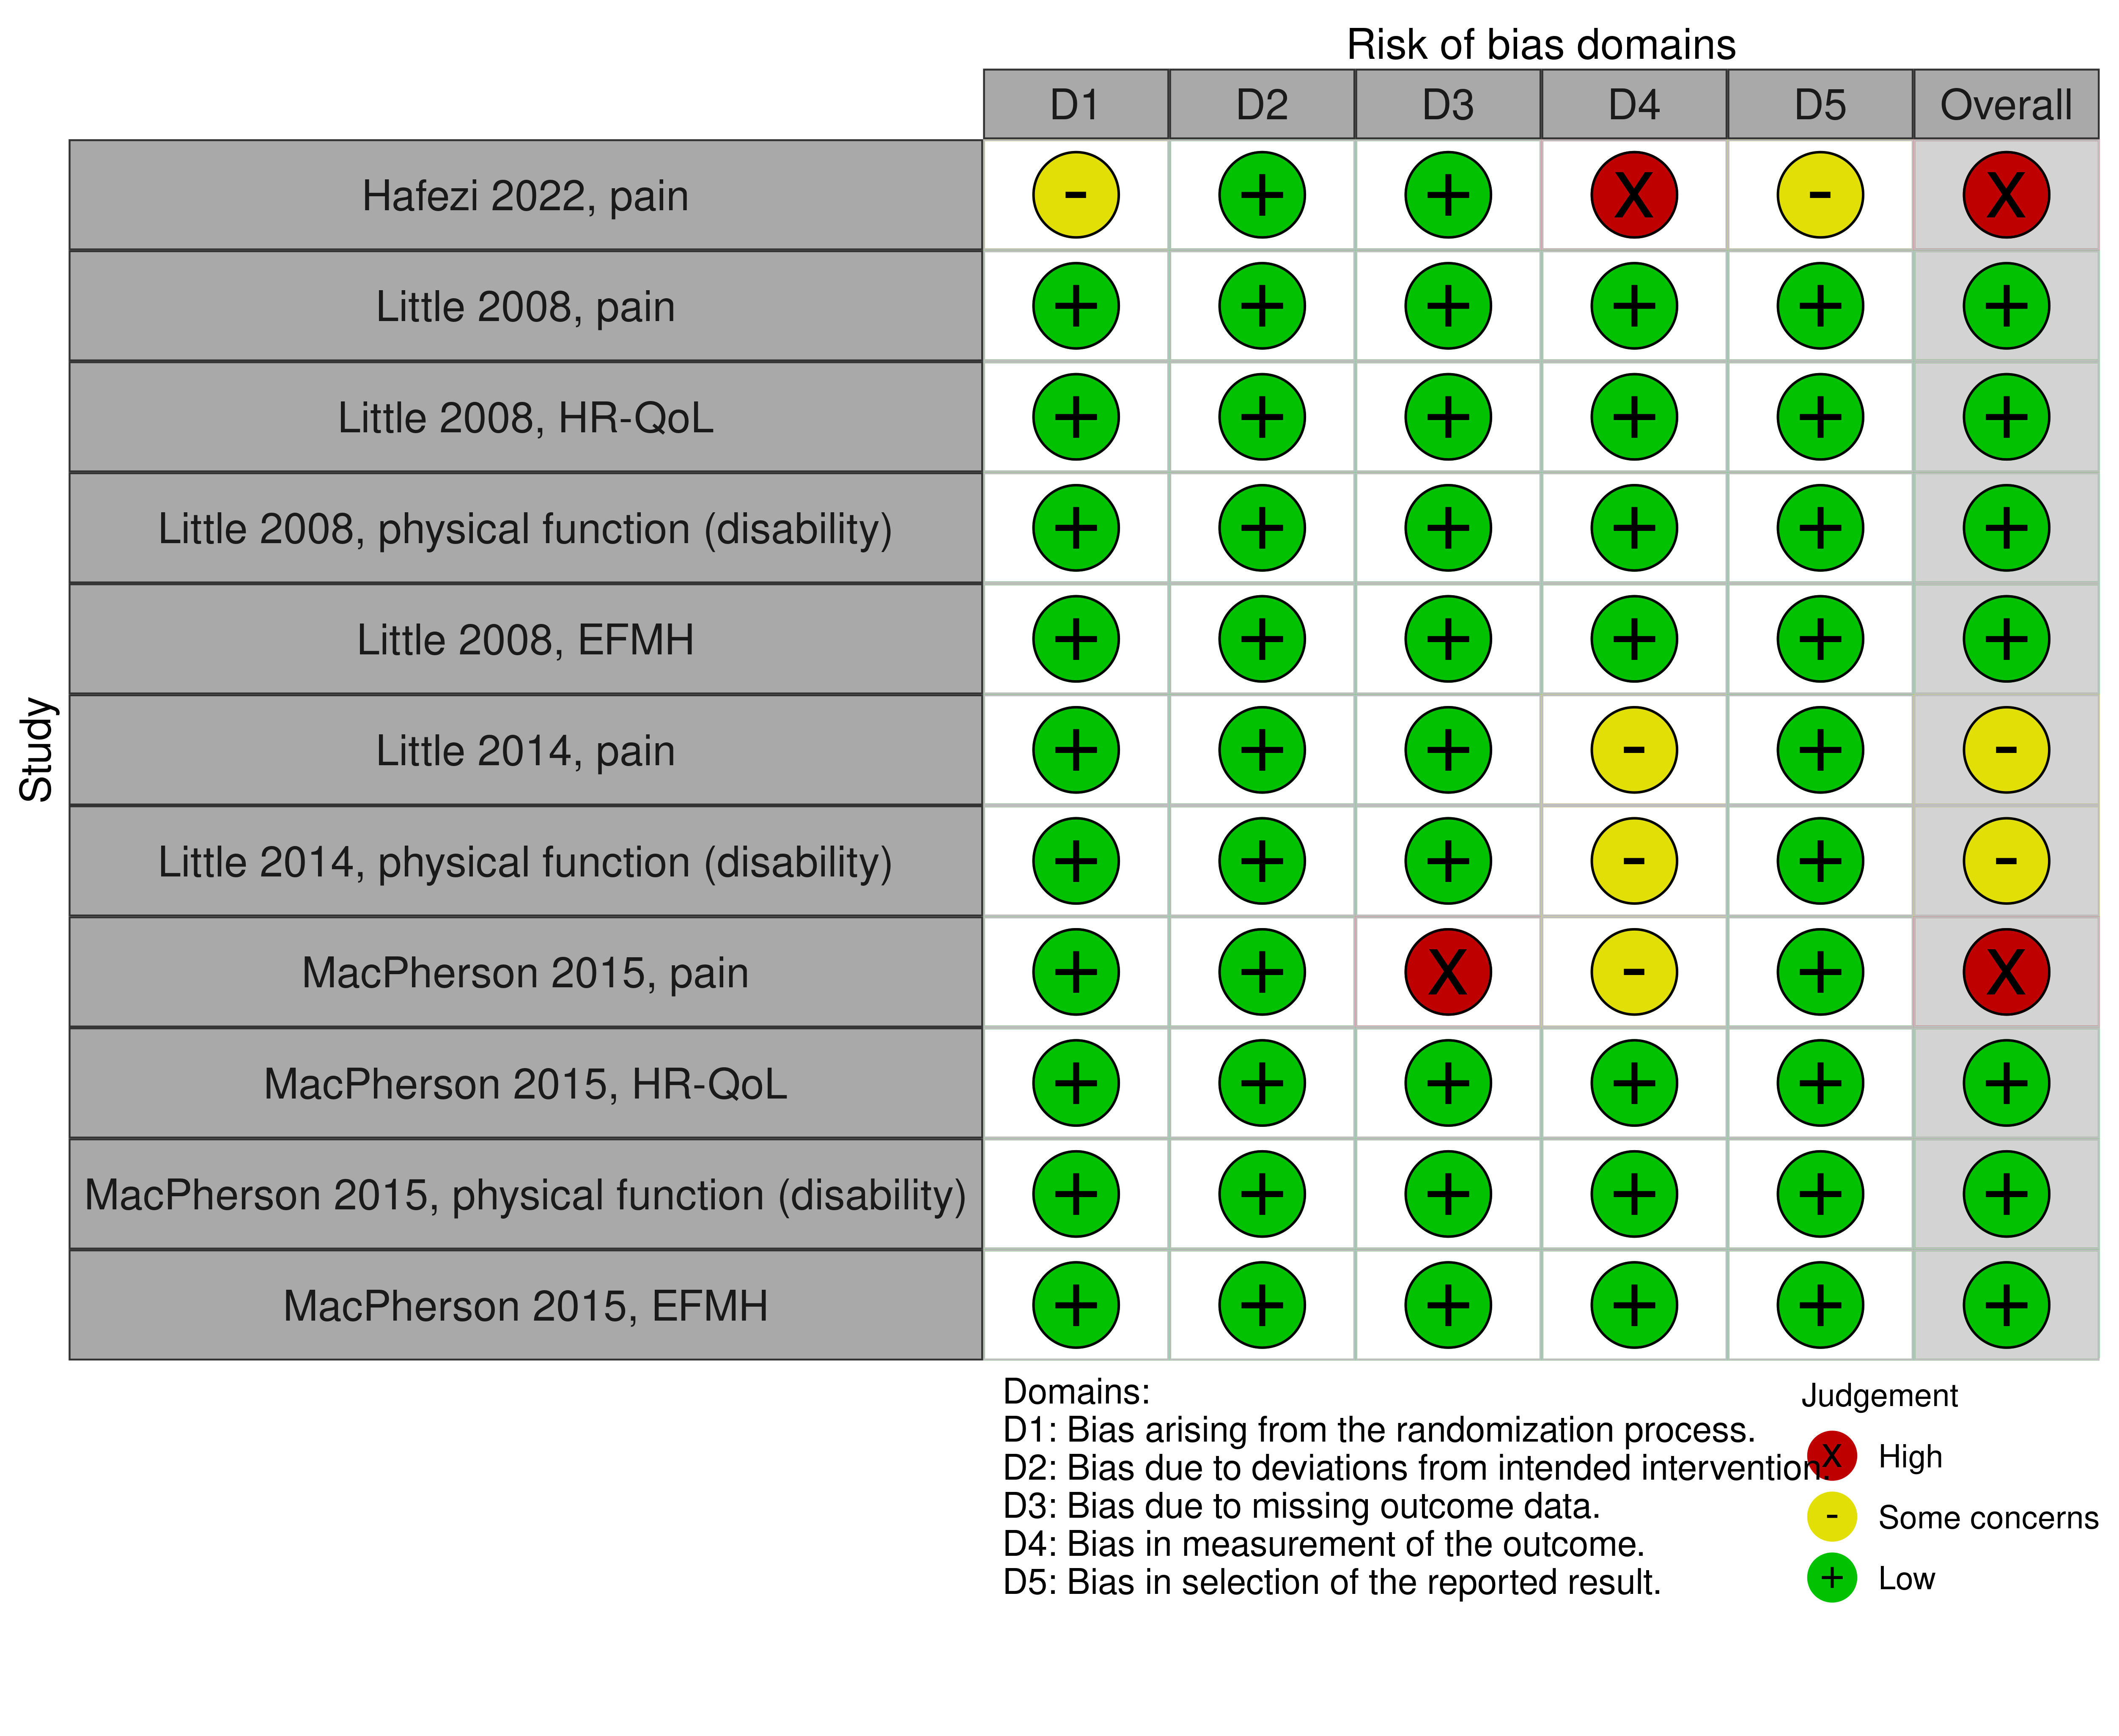 Risk of bias domains
D1 D2 D3 D4 D5 Overall
Study
Hafezi 2022, pain - + + X - X
Little 2008, pain + + + + + +
Little 2008, HR-QoL + + + + + +
Little 2008, physical function (disability) + + + + + +
Little 2008, EFMH + + + + + +
Little 2014, pain + + + - + -
Little 2014, physical function (disability) + + + - + -
MacPherson 2015, pain + + X - + X
MacPherson 2015, HR-QoL + + + + + +
MacPherson 2015, physical function (disability) + + + + + +
MacPherson 2015, EFMH + + + + + +
Domains:
D1: Bias arising from the randomization process.
D2: Bias due to deviations from intended intervention.
D3: Bias due to missing outcome data.
D4: Bias in measurement of the outcome.
D5: Bias in selection of the reported result.
Judgement
X High
- Some concerns
+ Low